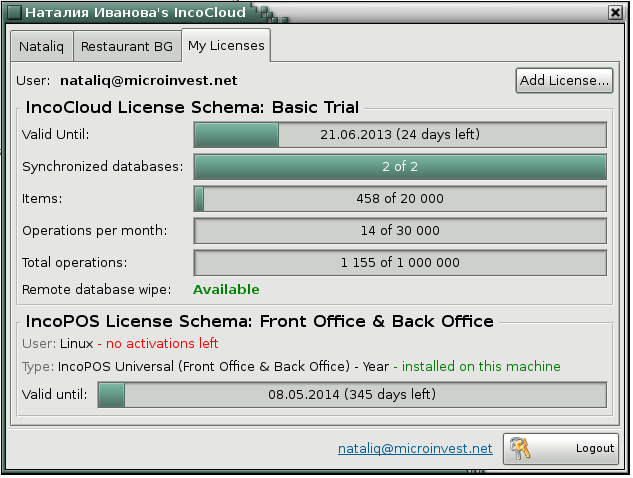 Наталия Иванова's IncoCloud
Nataliq
Restaurant BG
My Licenses
User: nataliq@microinvest.net
Add License...
IncoCloud License Schema: Basic Trial
Valid Until: 21.06.2013 (24 days left)
Synchronized databases: 2 of 2
Items: 458 of 20 000
Operations per month: 14 of 30 000
Total operations: 1 155 of 1 000 000
Remote database wipe: Available
IncoPOS License Schema: Front Office & Back Office
User: Linux - no activations left
Type: IncoPOS Universal (Front Office & Back Office) - Year - installed on this machine
Valid until: 08.05.2014 (345 days left)
nataliq@microinvest.net
Logout